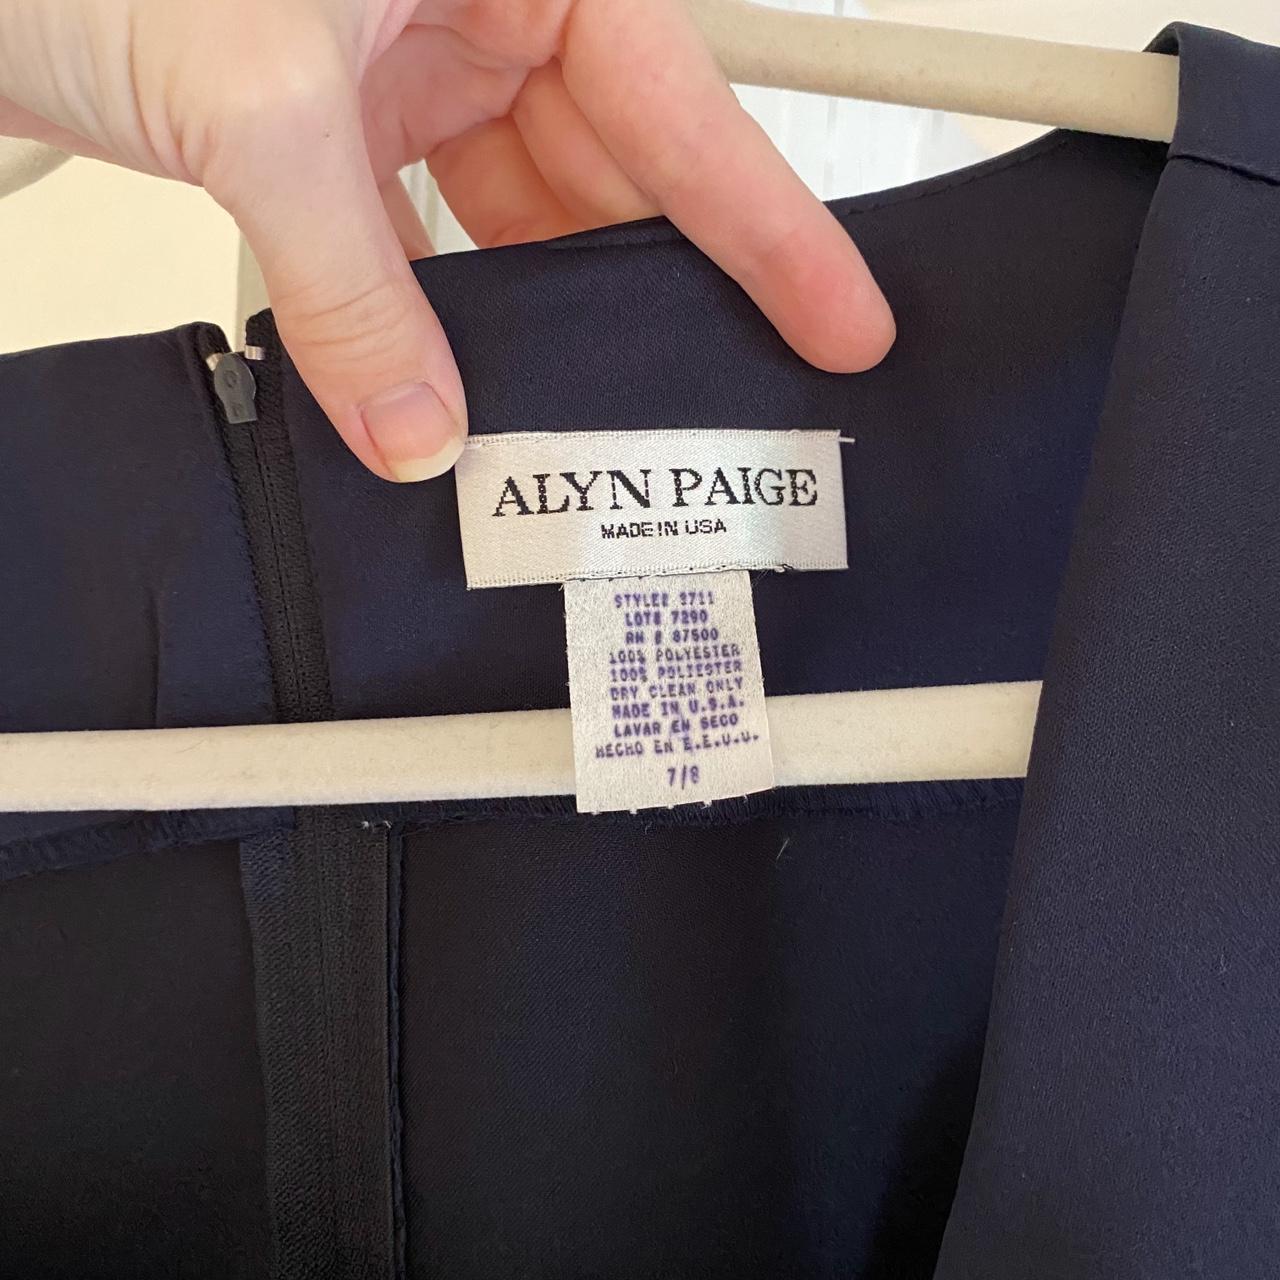 ALYN PAIGE
MADE IN USA
STYLE# 3711
LOT# 7290
RN # 87500
100% POLYESTER
100% POLIESTER
DRY CLEAN ONLY
MADE IN U.S.A.
LAVAR EN SECO
HECHO EN E.E.U.U.
7/8